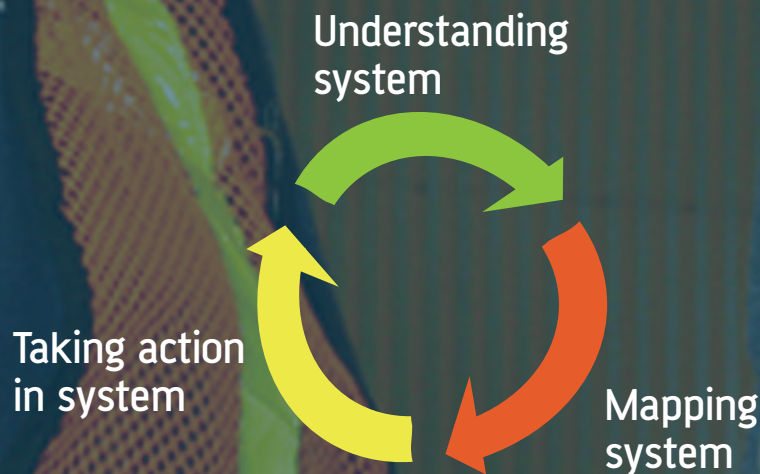 Understanding
system
Taking action
in system
Mapping
system